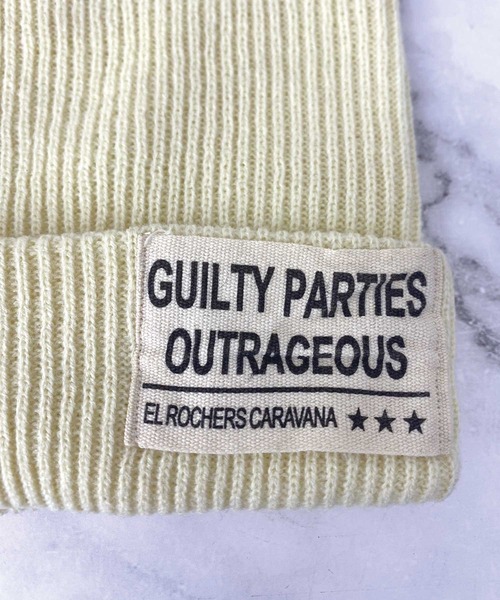 GUILTY PARTIES
OUTRAGEOUS
EL ROCHERS CARAVANA ★★★